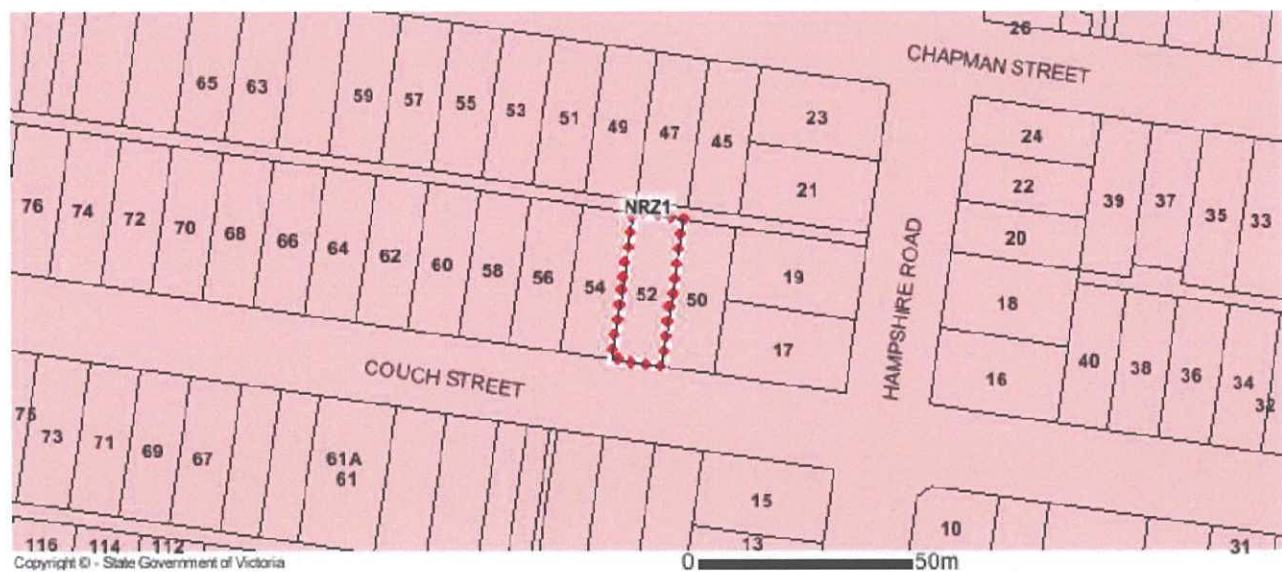 26
CHAPMAN STREET
65 63 59 57 55 53 51 49 47 45 23
24
21
22
39 37 35 33
20
NRZ1
76 74 72 70 68 66 64 62 60 58 56 54 52 50 19
18
17
HAMPSHIRE ROAD
16
40 38 36 34 32
COUCH STREET
75
73 71 69 67
61A
61
15
10
13
31
116 114 112
Copyright © - State Government of Victoria
0 50m